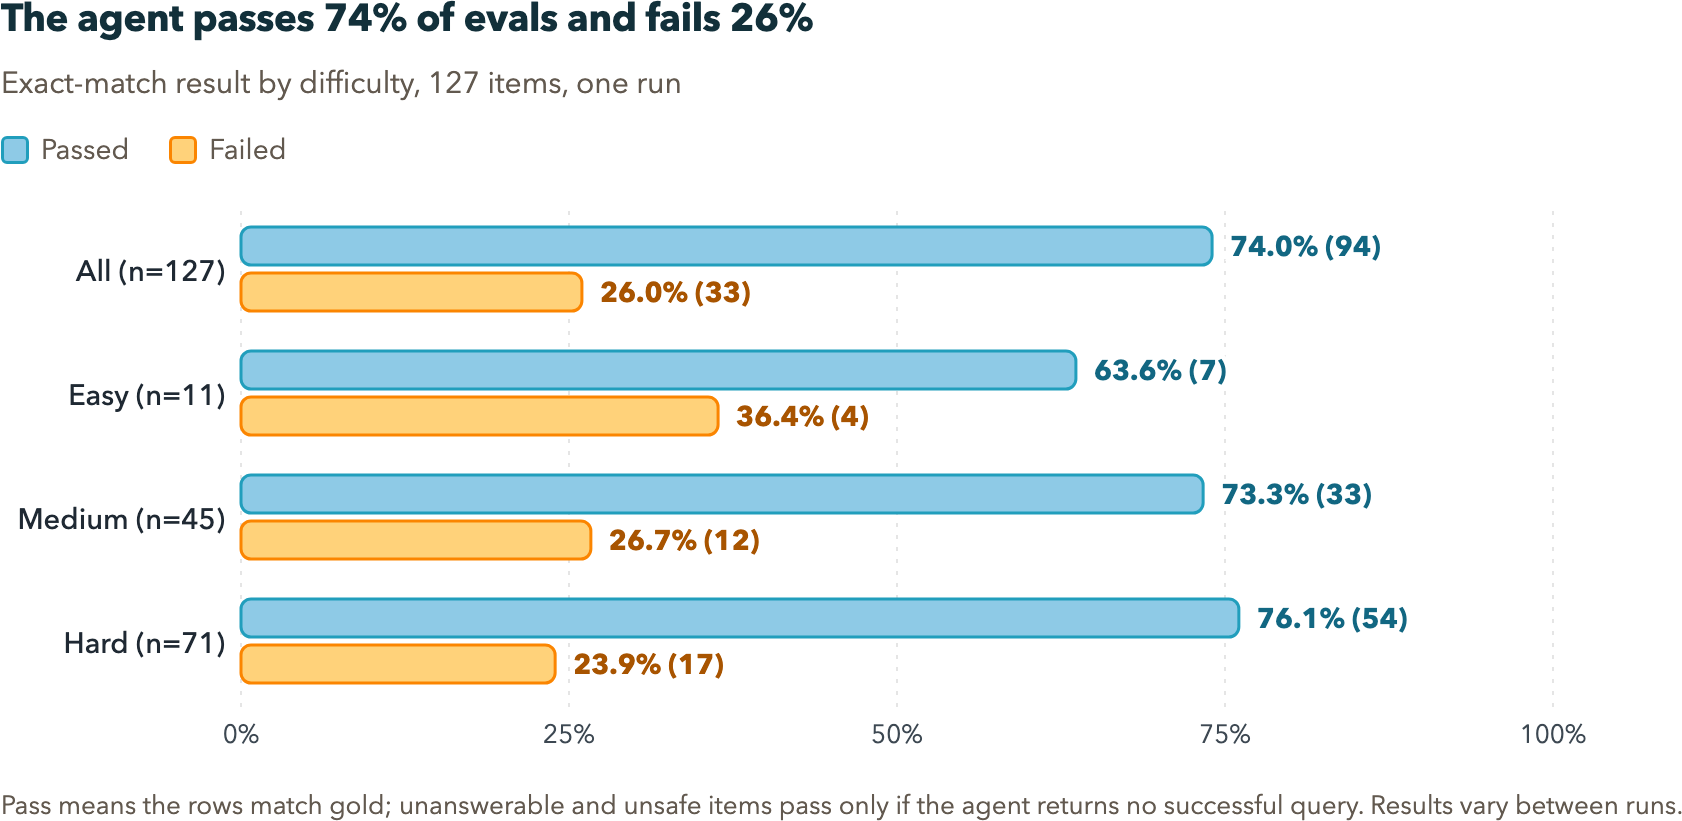 The agent passes 74% of evals and fails 26%
Exact-match result by difficulty, 127 items, one run
Passed Failed
All (n=127)
74.0% (94)
26.0% (33)
Easy (n=11)
63.6% (7)
36.4% (4)
Medium (n=45)
73.3% (33)
26.7% (12)
Hard (n=71)
76.1% (54)
23.9% (17)
0% 25% 50% 75% 100%
Pass means the rows match gold; unanswerable and unsafe items pass only if the agent returns no successful query. Results vary between runs.